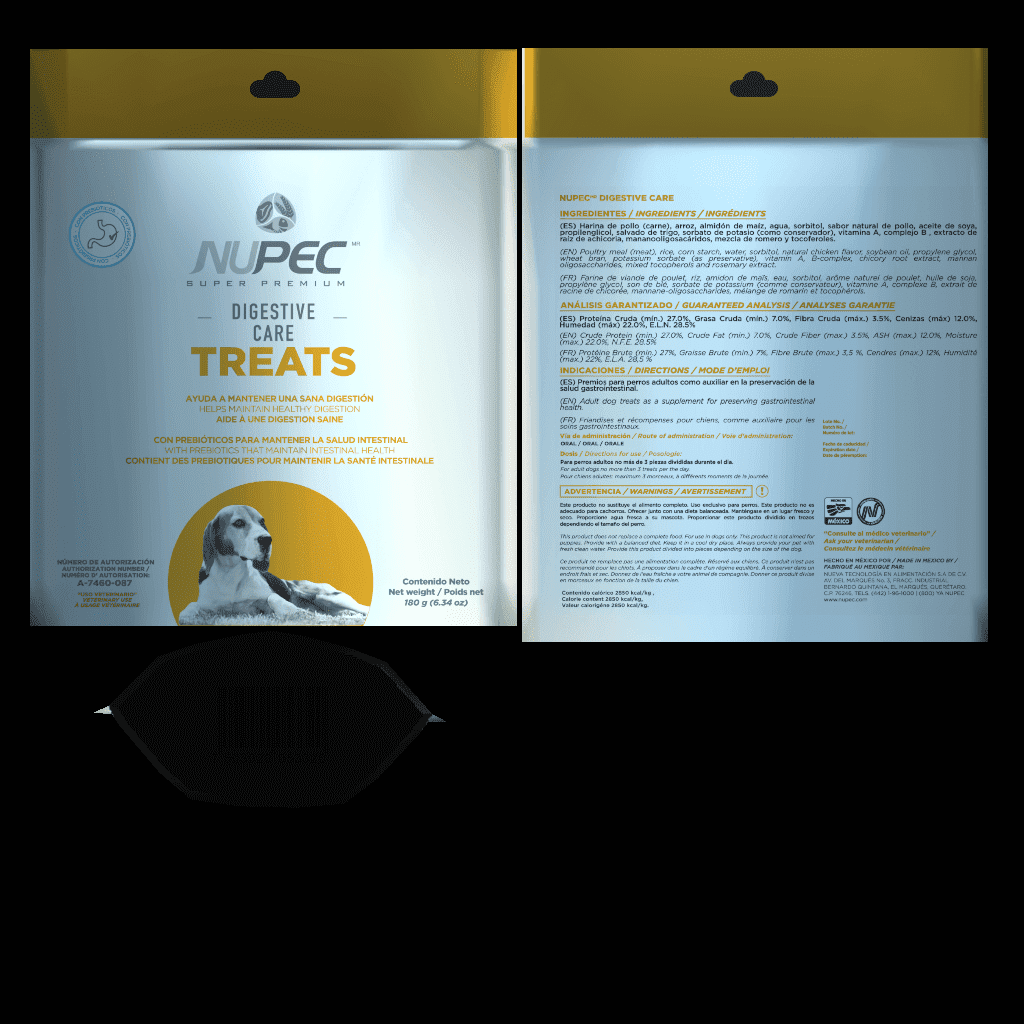 CON PREBIÓTICOS
NUPEC MR
SUPER PREMIUM
DIGESTIVE
CARE
TREATS
AYUDA A MANTENER UNA SANA DIGESTIÓN
HELPS MAINTAIN HEALTHY DIGESTION
AIDE À UNE DIGESTION SAINE
CON PREBIÓTICOS PARA MANTENER LA SALUD INTESTINAL
WITH PREBIOTICS THAT MAINTAIN INTESTINAL HEALTH
CONTIENT DES PREBIOTIQUES POUR MAINTENIR LA SANTÉ INTESTINALE
NÚMERO DE AUTORIZACIÓN
AUTHORIZATION NUMBER /
NUMÉRO D' AUTORISATION:
A-7460-087
"USO VETERINARIO"
VETERINARY USE
À USAGE VÉTÉRINAIRE
Contenido Neto
Net weight / Poids net
180 g (6.34 oz)
NUPEC DIGESTIVE CARE
INGREDIENTES / INGREDIENTS / INGRÉDIENTS
(ES) Harina de pollo (carne), arroz, almidón de maíz, agua, sorbitol, sabor natural de pollo, aceite de soya,
propilenglicol, salvado de trigo, sorbato de potasio (como conservador), vitamina A, complejo B , extracto de
raíz de achicoria, mananooligosacáridos, mezcla de romero y tocoferoles.
(EN) Poultry meal (meat), rice, corn starch, water, sorbitol, natural chicken flavor, soybean oil, propylene glycol,
wheat bran, potassium sorbate (as preservative), vitamin A, B-complex, chicory root extract, mannan
oligosaccharides, mixed tocopherols and rosemary extract.
(FR) Farine de viande de poulet, riz, amidon de maïs, eau, sorbitol, arôme naturel de poulet, huile de soja,
propylène glycol, son de blé, sorbate de potassium (comme conservateur), vitamine A, complexe B, extrait de
racine de chicorée, mannane-oligosaccharides, mélange de romarin et tocophérols.
ANÁLISIS GARANTIZADO / GUARANTEED ANALYSIS / ANALYSES GARANTIE
(ES) Proteína Cruda (mín.) 27.0%, Grasa Cruda (mín.) 7.0%, Fibra Cruda (máx.) 3.5%, Cenizas (máx) 12.0%,
Humedad (máx) 22.0%, E.L.N. 28.5%
(EN) Crude Protein (min.) 27.0%, Crude Fat (min.) 7.0%, Crude Fiber (max.) 3.5%, ASH (max.) 12.0%, Moisture
(max.) 22.0%, N.F.E. 28.5%
(FR) Protéine Brute (min.) 27%, Graisse Brute (min.) 7%, Fibre Brute (max.) 3,5 %, Cendres (max.) 12%, Humidité
(max.) 22%, E.L.A. 28,5 %
INDICACIONES / DIRECTIONS / MODE D'EMPLOI
(ES) Premios para perros adultos como auxiliar en la preservación de la
salud gastrointestinal.
(EN) Adult dog treats as a supplement for preserving gastrointestinal
health.
(FR) Friandises et récompenses pour chiens, comme auxiliaire pour les
soins gastrointestinaux.
Vía de administración / Route of administration / Voie d'administration:
ORAL / ORAL / ORALE
Dosis / Directions for use / Posologie:
Para perros adultos no más de 3 piezas divididas durante el día.
For adult dogs no more than 3 treats per the day.
Pour chiens adultes: maximum 3 morceaux, à différents moments de la journée.
ADVERTENCIA / WARNINGS / AVERTISSEMENT !
Este producto no sustituye el alimento completo. Uso exclusivo para perros. Este producto no es
adecuado para cachorros. Ofrecer junto con una dieta balanceada. Manténgase en un lugar fresco y
seco. Proporcione agua fresca a su mascota. Proporcionar este producto dividido en trozos
dependiendo el tamaño del perro.
This product does not replace a complete food. For use in dogs only. This product is not aimed for
puppies. Provide with a balanced diet. Keep it in a cool dry place. Always provide your pet with
fresh clean water. Provide this product divided into pieces depending on the size of the dog.
Ce produit ne remplace pas une alimentation complète. Réservé aux chiens. Ce produit n'est pas
recommandé pour les chiots. À proposer dans le cadre d'un régime équilibré. À conserver dans un
endroit frais et sec. Donner de l'eau fraîche à votre animal de compagnie. Donner ce produit divisé
en morceaux en fonction de la taille du chien.
Contenido calórico 2850 kcal/kg.,
Calorie content 2850 kcal/kg,
Valeur calorigène 2850 kcal/kg.
Lote No. /
Batch No. /
Numéro de lot:
Fecha de caducidad /
Expiration date /
Date de péremption:
HECHO EN
MÉXICO
"Consulte al médico veterinario" /
Ask your veterinarian /
Consultez le médecin vétérinaire
HECHO EN MÉXICO POR / MADE IN MEXICO BY /
FABRIQUÉ AU MEXIQUE PAR:
NUEVA TECNOLOGÍA EN ALIMENTACIÓN S.A DE C.V.
AV. DEL MARQUÉS No. 3, FRACC. INDUSTRIAL
BERNARDO QUINTANA, EL MARQUÉS, QUERÉTARO.
C.P. 76246.
www.nupec.com